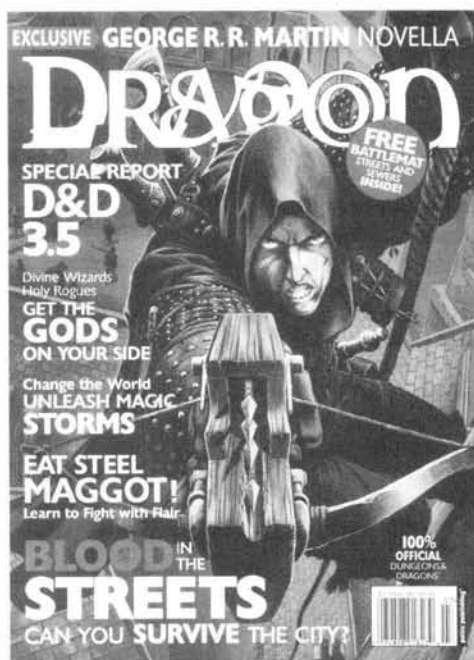 EXCLUSIVE GEORGE R. R. MARTIN NOVELLA
DRAGON
FREE
BATTLEMAT
STREETS AND
SEWERS
INSIDE!
SPECIAL REPORT
D&D
3.5
Divine Wizards
Holy Rogues
GET THE
GODS
ON YOUR SIDE
Change the World
UNLEASH MAGIC
STORMS
EAT STEEL
MAGGOT!
Learn to Fight with Flair
BLOOD IN
THE
STREETS
CAN YOU SURVIVE THE CITY?
100%
OFFICIAL
DUNGEONS &
DRAGONS